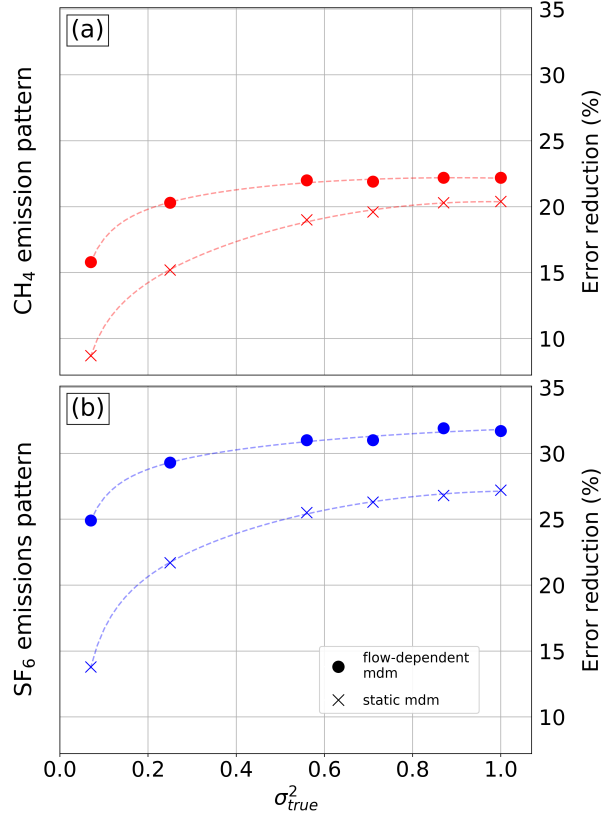 (a)
CH₄ emission pattern
35
30
25
20
15
10
Error reduction (%)
(b)
SF₆ emissions pattern
35
30
25
20
15
10
Error reduction (%)
flow-dependent
mdm
static mdm
0.0 0.2 0.4 0.6 0.8 1.0
σ²true